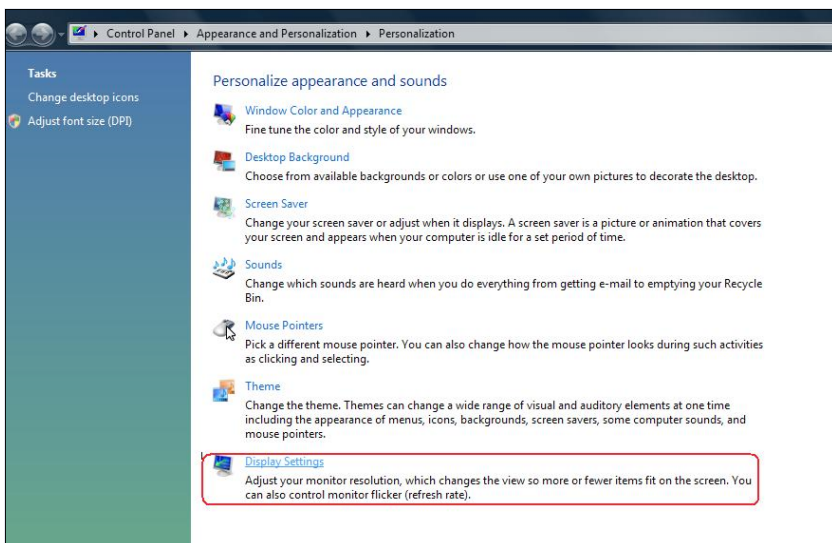 Control Panel ▸ Appearance and Personalization ▸ Personalization
Tasks
Change desktop icons
Adjust font size (DPI)
Personalize appearance and sounds
Window Color and Appearance
Fine tune the color and style of your windows.
Desktop Background
Choose from available backgrounds or colors or use one of your own pictures to decorate the desktop.
Screen Saver
Change your screen saver or adjust when it displays. A screen saver is a picture or animation that covers
your screen and appears when your computer is idle for a set period of time.
Sounds
Change which sounds are heard when you do everything from getting e-mail to emptying your Recycle
Bin.
Mouse Pointers
Pick a different mouse pointer. You can also change how the mouse pointer looks during such activities
as clicking and selecting.
Theme
Change the theme. Themes can change a wide range of visual and auditory elements at one time
including the appearance of menus, icons, backgrounds, screen savers, some computer sounds, and
mouse pointers.
Display Settings
Adjust your monitor resolution, which changes the view so more or fewer items fit on the screen. You
can also control monitor flicker (refresh rate).